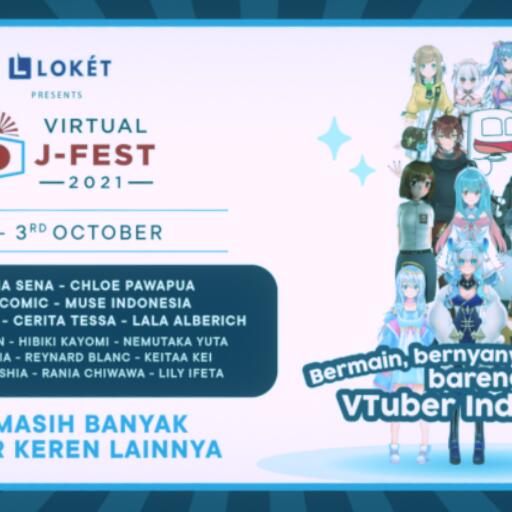 LOKÉT
PRESENTS
VIRTUAL
J-FEST
2021
- 3RD OCTOBER
A SENA - CHLOE PAWAPUA
COMIC - MUSE INDONESIA
- CERITA TESSA - LALA ALBERICH
N - HIBIKI KAYOMI - NEMUTAKA YUTA
IA - REYNARD BLANC - KEITAA KEI
SHIA - RANIA CHIWAWA - LILY IFETA
MASIH BANYAK
R KEREN LAINNYA
Bermain, bernyany
bareng
VTuber Ind